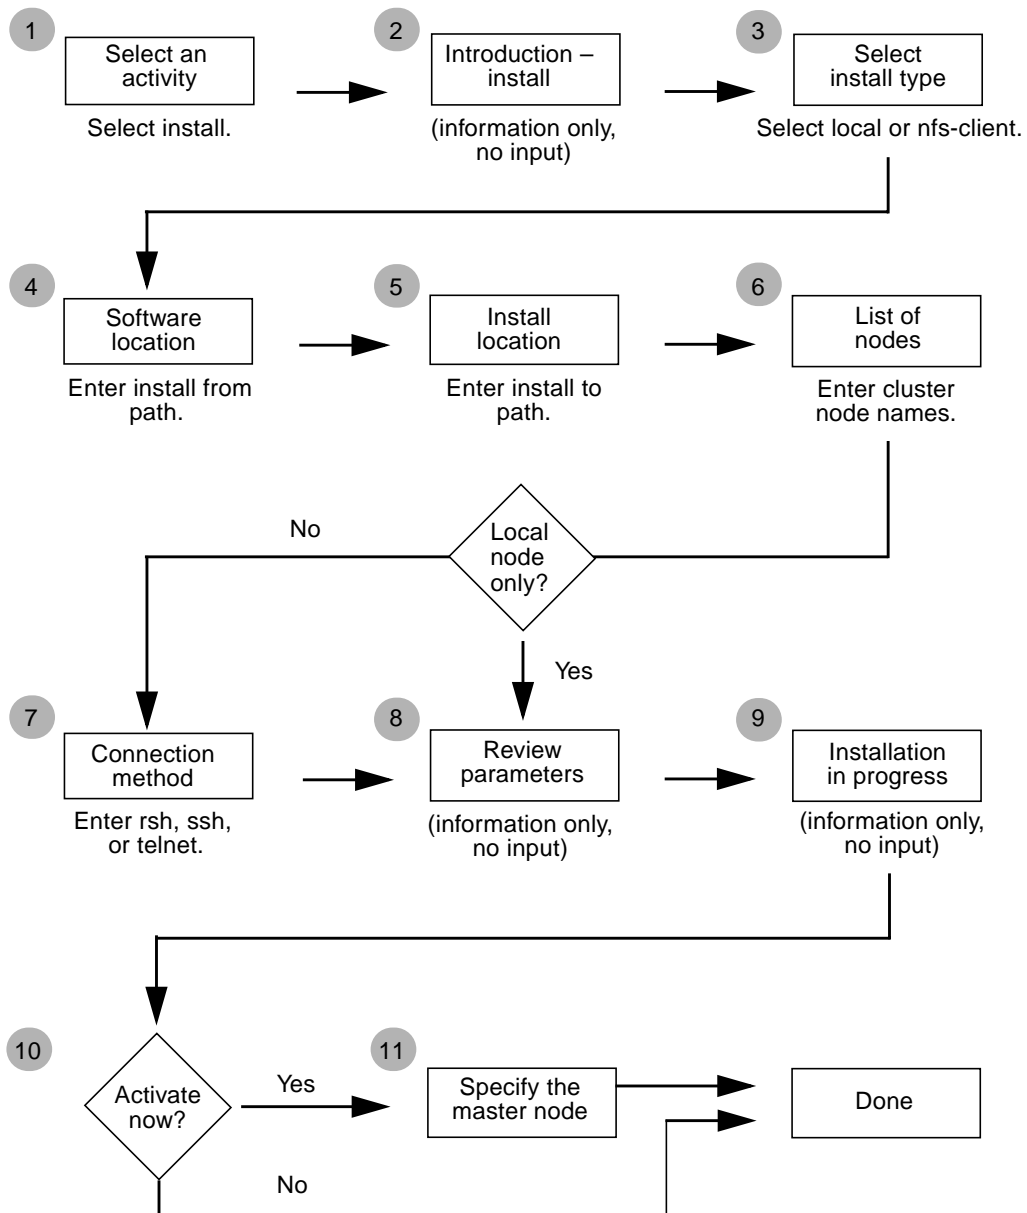 1
Select an
activity
Select install.
2
Introduction –
install
(information only,
no input)
3
Select
install type
Select local or nfs-client.
4
Software
location
Enter install from
path.
5
Install
location
Enter install to
path.
6
List of
nodes
Enter cluster
node names.
Local
node
only?
No
Yes
7
Connection
method
Enter rsh, ssh,
or telnet.
8
Review
parameters
(information only,
no input)
9
Installation
in progress
(information only,
no input)
10
Activate
now?
Yes
No
11
Specify the
master node
Done